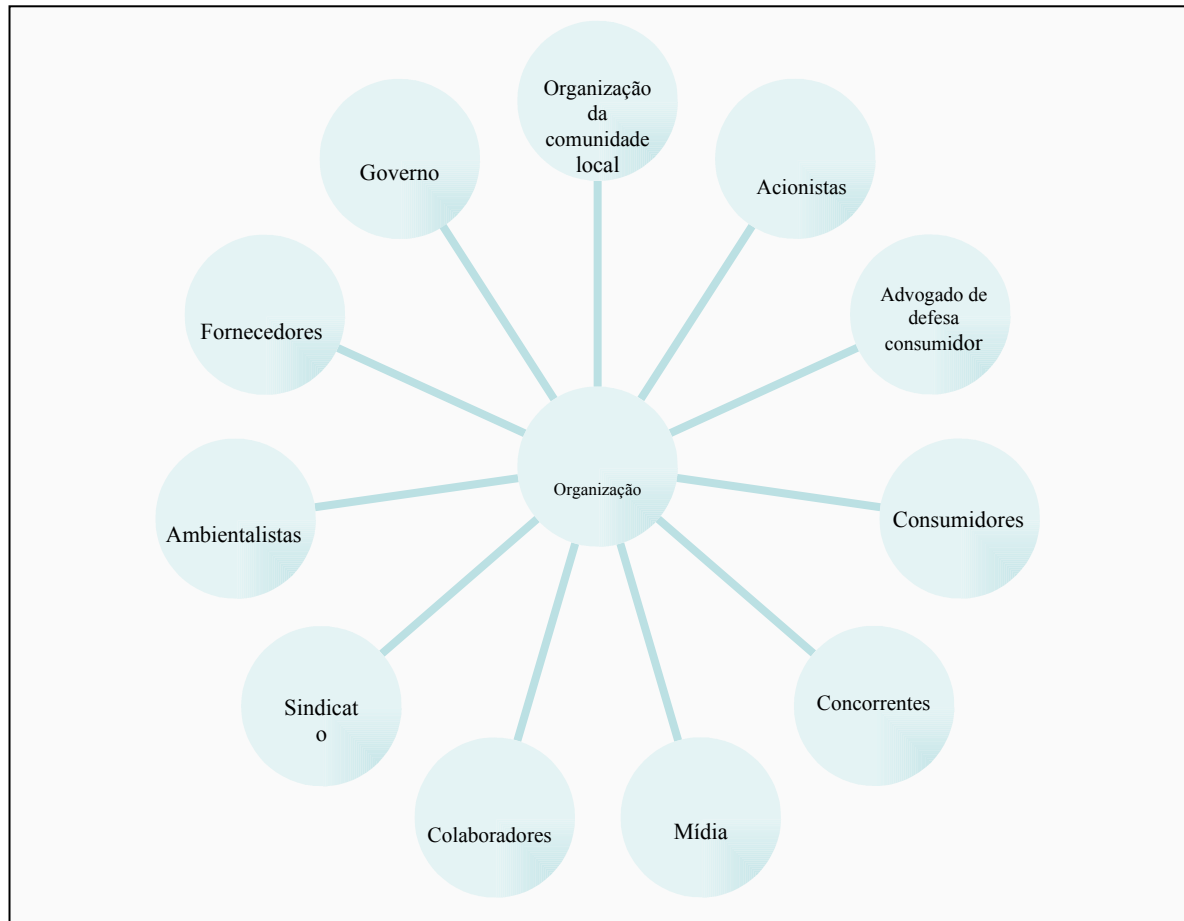 Organização
da
comunidade
local
Acionistas
Advogado de
defesa
consumidor
Consumidores
Concorrentes
Mídia
Colaboradores
Sindicat
o
Ambientalistas
Fornecedores
Governo
Organização